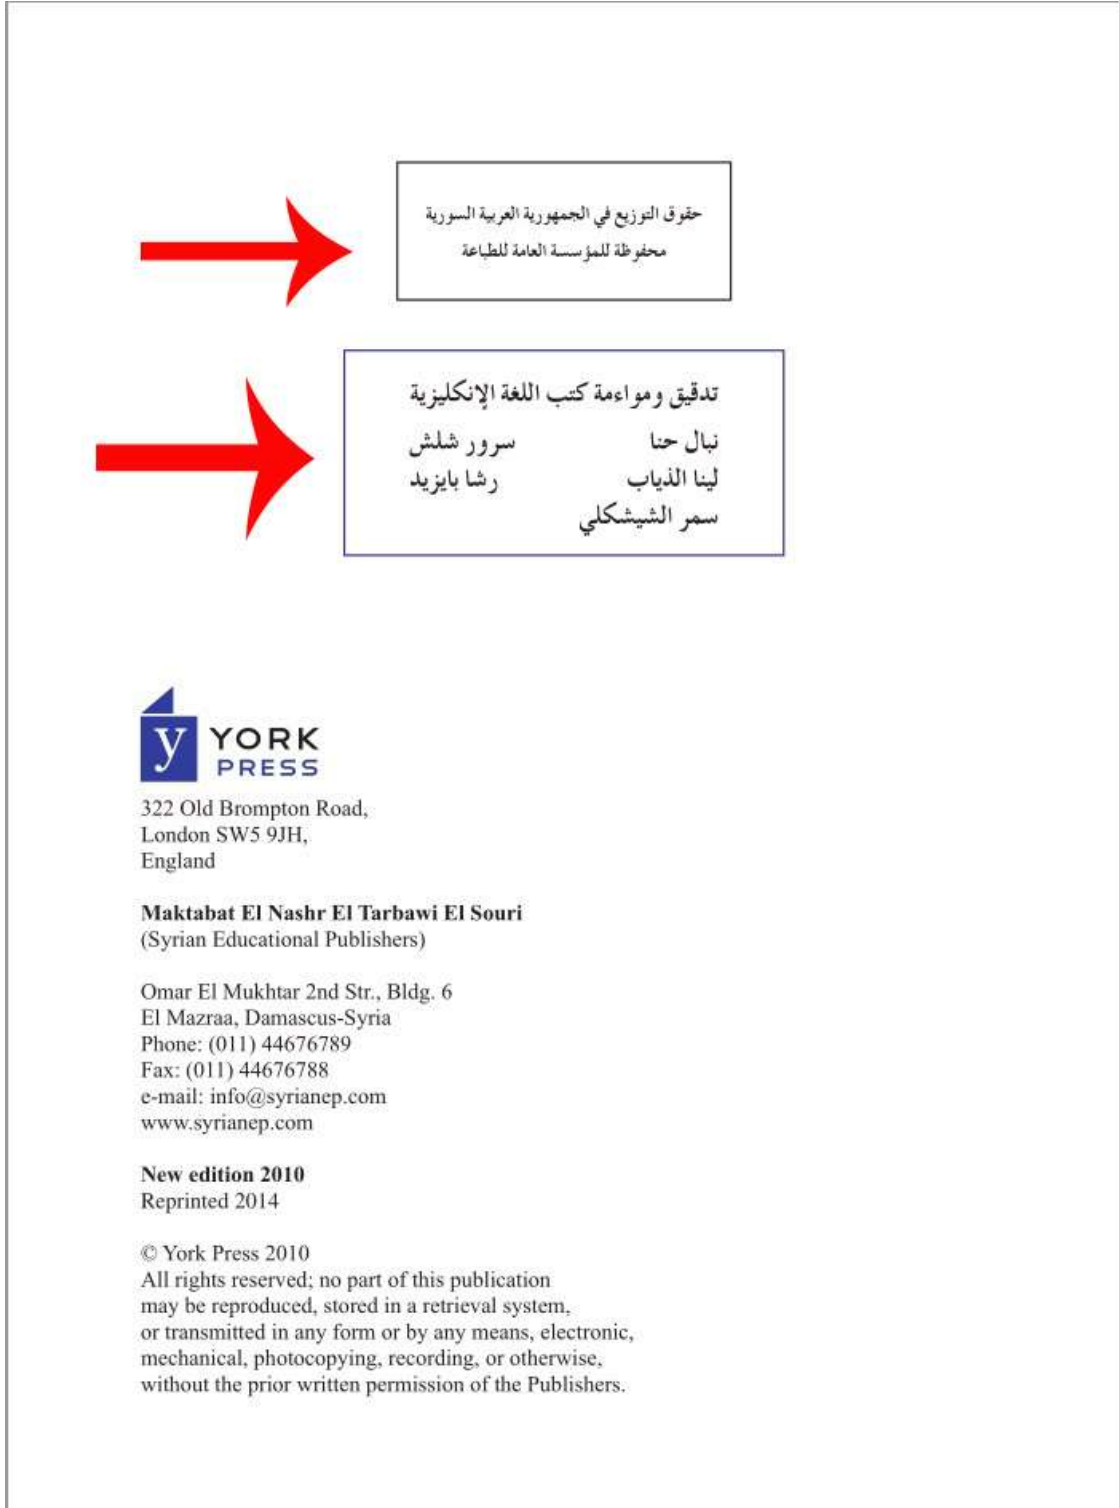 حقوق التوزيع في الجمهورية العربية السورية
محفوظة للمؤسسة العامة للطباعة
تدقيق ومواءمة كتب اللغة الإنكليزية
نبال حنا سرور شلش
لينا الذياب رشا بايزيد
سمر الشيشكلي
y YORK
PRESS
322 Old Brompton Road,
London SW5 9JH,
England
Maktabat El Nashr El Tarbawi El Souri
(Syrian Educational Publishers)
Omar El Mukhtar 2nd Str., Bldg. 6
El Mazraa, Damascus-Syria
Phone: (011) 44676789
Fax: (011) 44676788
e-mail: info@syrianep.com
www.syrianep.com
New edition 2010
Reprinted 2014
© York Press 2010
All rights reserved; no part of this publication
may be reproduced, stored in a retrieval system,
or transmitted in any form or by any means, electronic,
mechanical, photocopying, recording, or otherwise,
without the prior written permission of the Publishers.